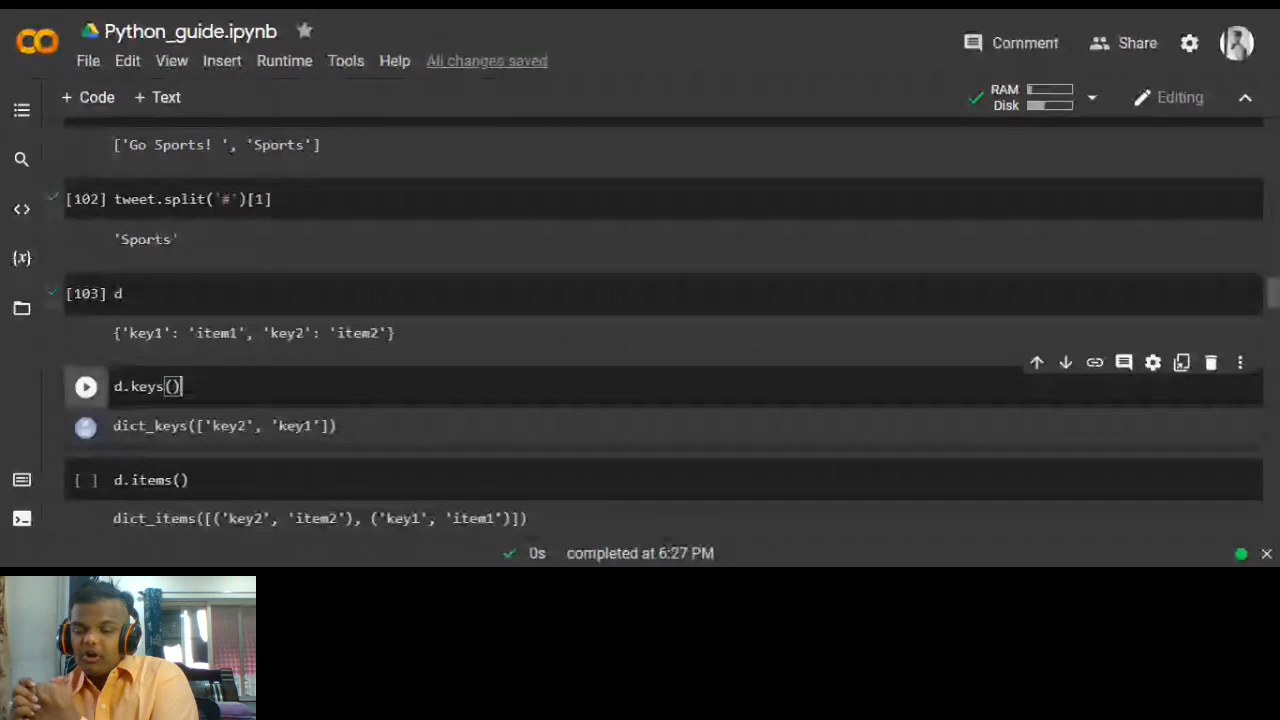 CO
Python_guide.ipynb
File Edit View Insert Runtime Tools Help All changes saved
Comment Share
+ Code + Text
RAM
Disk
Editing
['Go Sports! ', 'Sports']
[102] tweet.split('#')[1]
'Sports'
{x}
[103] d
{'key1': 'item1', 'key2': 'item2'}
d.keys()
dict_keys(['key2', 'key1'])
[ ] d.items()
dict_items([('key2', 'item2'), ('key1', 'item1')])
0s completed at 6:27 PM